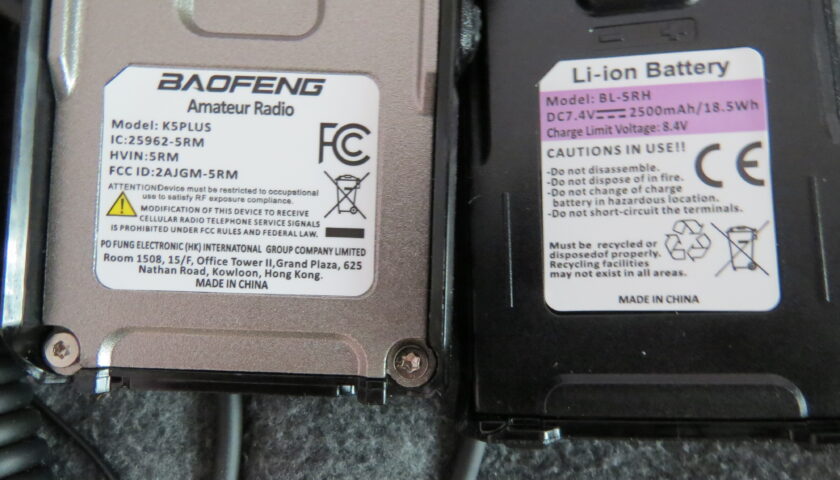 BAOFENG
Amateur Radio
Model: K5PLUS
IC:25962-5RM
HVIN:5RM
FCC ID:2AJGM-5RM
FC
ATTENTION:Device must be restricted to occupational
use to satisfy RF exposure compliance.
MODIFICATION OF THIS DEVICE TO RECEIVE
CELLULAR RADIO TELEPHONE SERVICE SIGNALS
IS PROHIBITED UNDER FCC RULES AND FEDERAL LAW.
PO FUNG ELECTRONIC (HK) INTERNATONAL GROUP COMPANY LIMITED
Room 1508, 15/F, Office Tower II,Grand Plaza, 625
Nathan Road, Kowloon, Hong Kong.
MADE IN CHINA
Li-ion Battery
Model: BL-5RH
DC7.4V 2500mAh/18.5Wh
Charge Limit Voltage: 8.4V
CAUTIONS IN USE!!
CE
-Do not disassemble.
-Do not dispose of in fire.
-Do not change of charge
battery in hazardous location.
-Do not short-circuit the terminals.
Must be recycled or
disposedof properly.
Recycling facilities
may not exist in all areas.
MADE IN CHINA